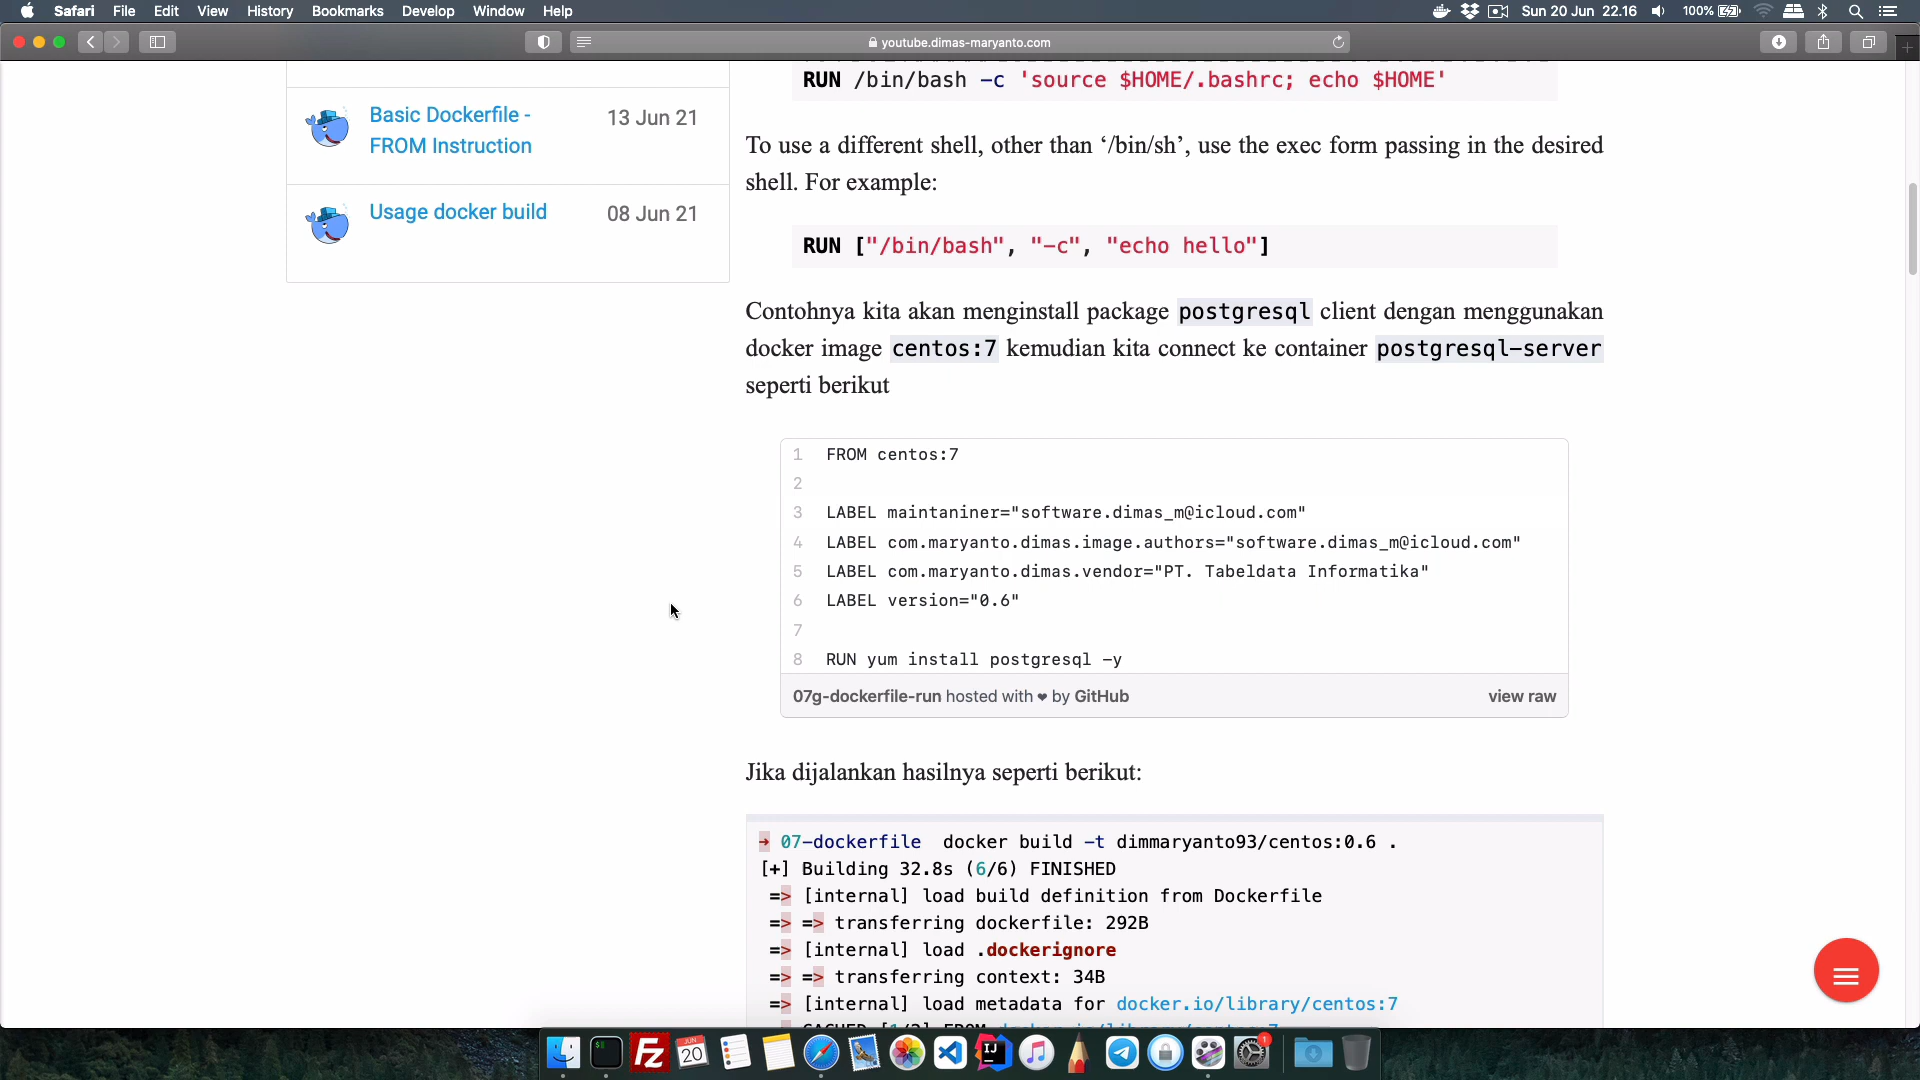 Safari File Edit View History Bookmarks Develop Window Help
Sun 20 Jun 22.16
100%
youtube.dimas-maryanto.com
Basic Dockerfile -
FROM Instruction
13 Jun 21
Usage docker build
08 Jun 21
RUN /bin/bash -c 'source $HOME/.bashrc; echo $HOME'
To use a different shell, other than ‘/bin/sh’, use the exec form passing in the desired
shell. For example:
RUN ["/bin/bash", "-c", "echo hello"]
Contohnya kita akan menginstall package postgresql client dengan menggunakan
docker image centos:7 kemudian kita connect ke container postgresql-server
seperti berikut
1 FROM centos:7
2
3 LABEL maintaniner="software.dimas_m@icloud.com"
4 LABEL com.maryanto.dimas.image.authors="software.dimas_m@icloud.com"
5 LABEL com.maryanto.dimas.vendor="PT. Tabeldata Informatika"
6 LABEL version="0.6"
7
8 RUN yum install postgresql -y
07g-dockerfile-run hosted with ❤ by GitHub
view raw
Jika dijalankan hasilnya seperti berikut:
➜ 07-dockerfile docker build -t dimmaryanto93/centos:0.6 .
[+] Building 32.8s (6/6) FINISHED
=> [internal] load build definition from Dockerfile
=> => transferring dockerfile: 292B
=> [internal] load .dockerignore
=> => transferring context: 34B
=> [internal] load metadata for docker.io/library/centos:7
JUN
20
1